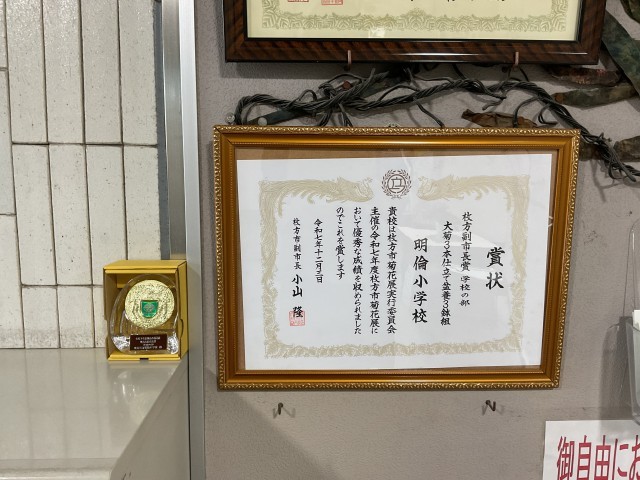 賞状
枚方副市長賞 学校の部
大菊3本仕立て盆養3鉢組
明倫小学校
貴校は枚方市菊花展実行委員会
主催の令和七年度枚方市菊花展に
おいて優秀な成績を収められました
のでこれを賞します
令和七年十二月三日
枚方市副市長 小山 隆
御自由にお